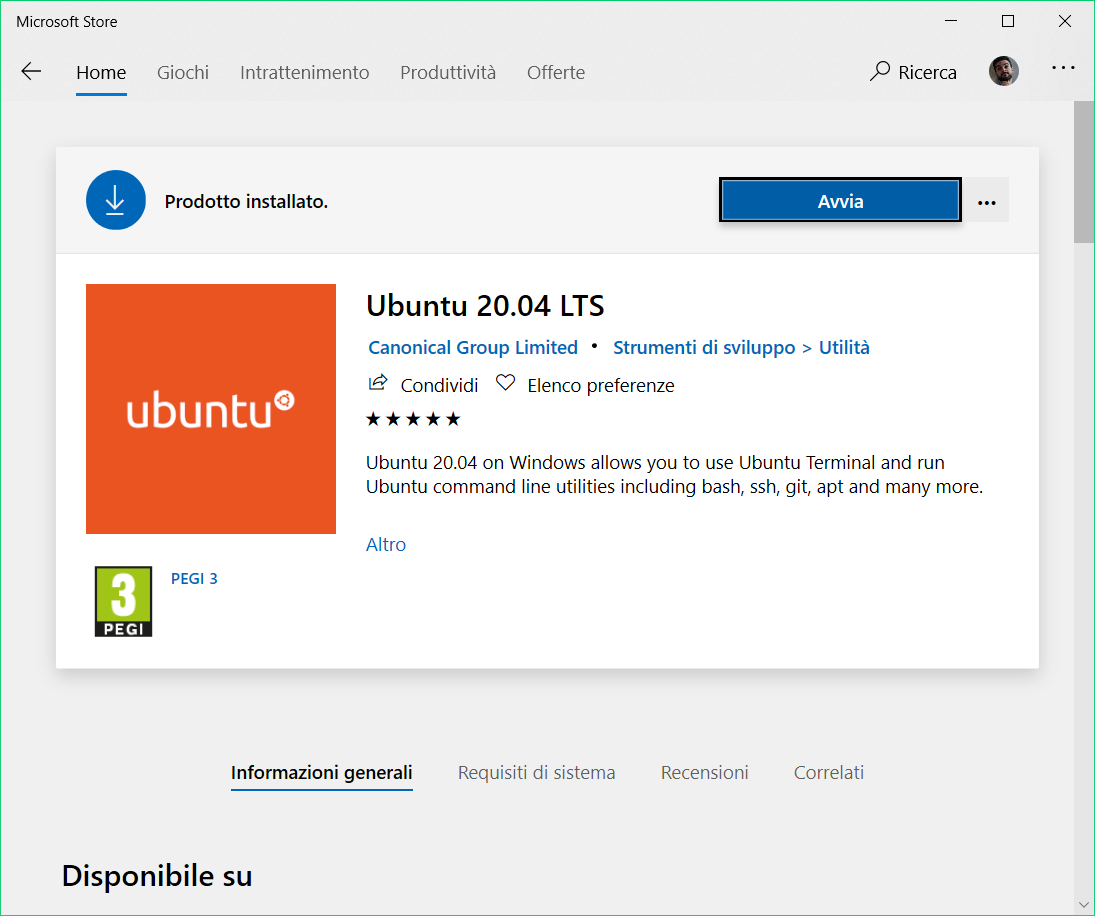 Microsoft Store
Home Giochi Intrattenimento Produttività Offerte Ricerca
Prodotto installato. Avvia
ubuntu
Ubuntu 20.04 LTS
Canonical Group Limited • Strumenti di sviluppo > Utilità
Condividi Elenco preferenze
Ubuntu 20.04 on Windows allows you to use Ubuntu Terminal and run
Ubuntu command line utilities including bash, ssh, git, apt and many more.
Altro
3
PEGI
PEGI 3
Informazioni generali Requisiti di sistema Recensioni Correlati
Disponibile su